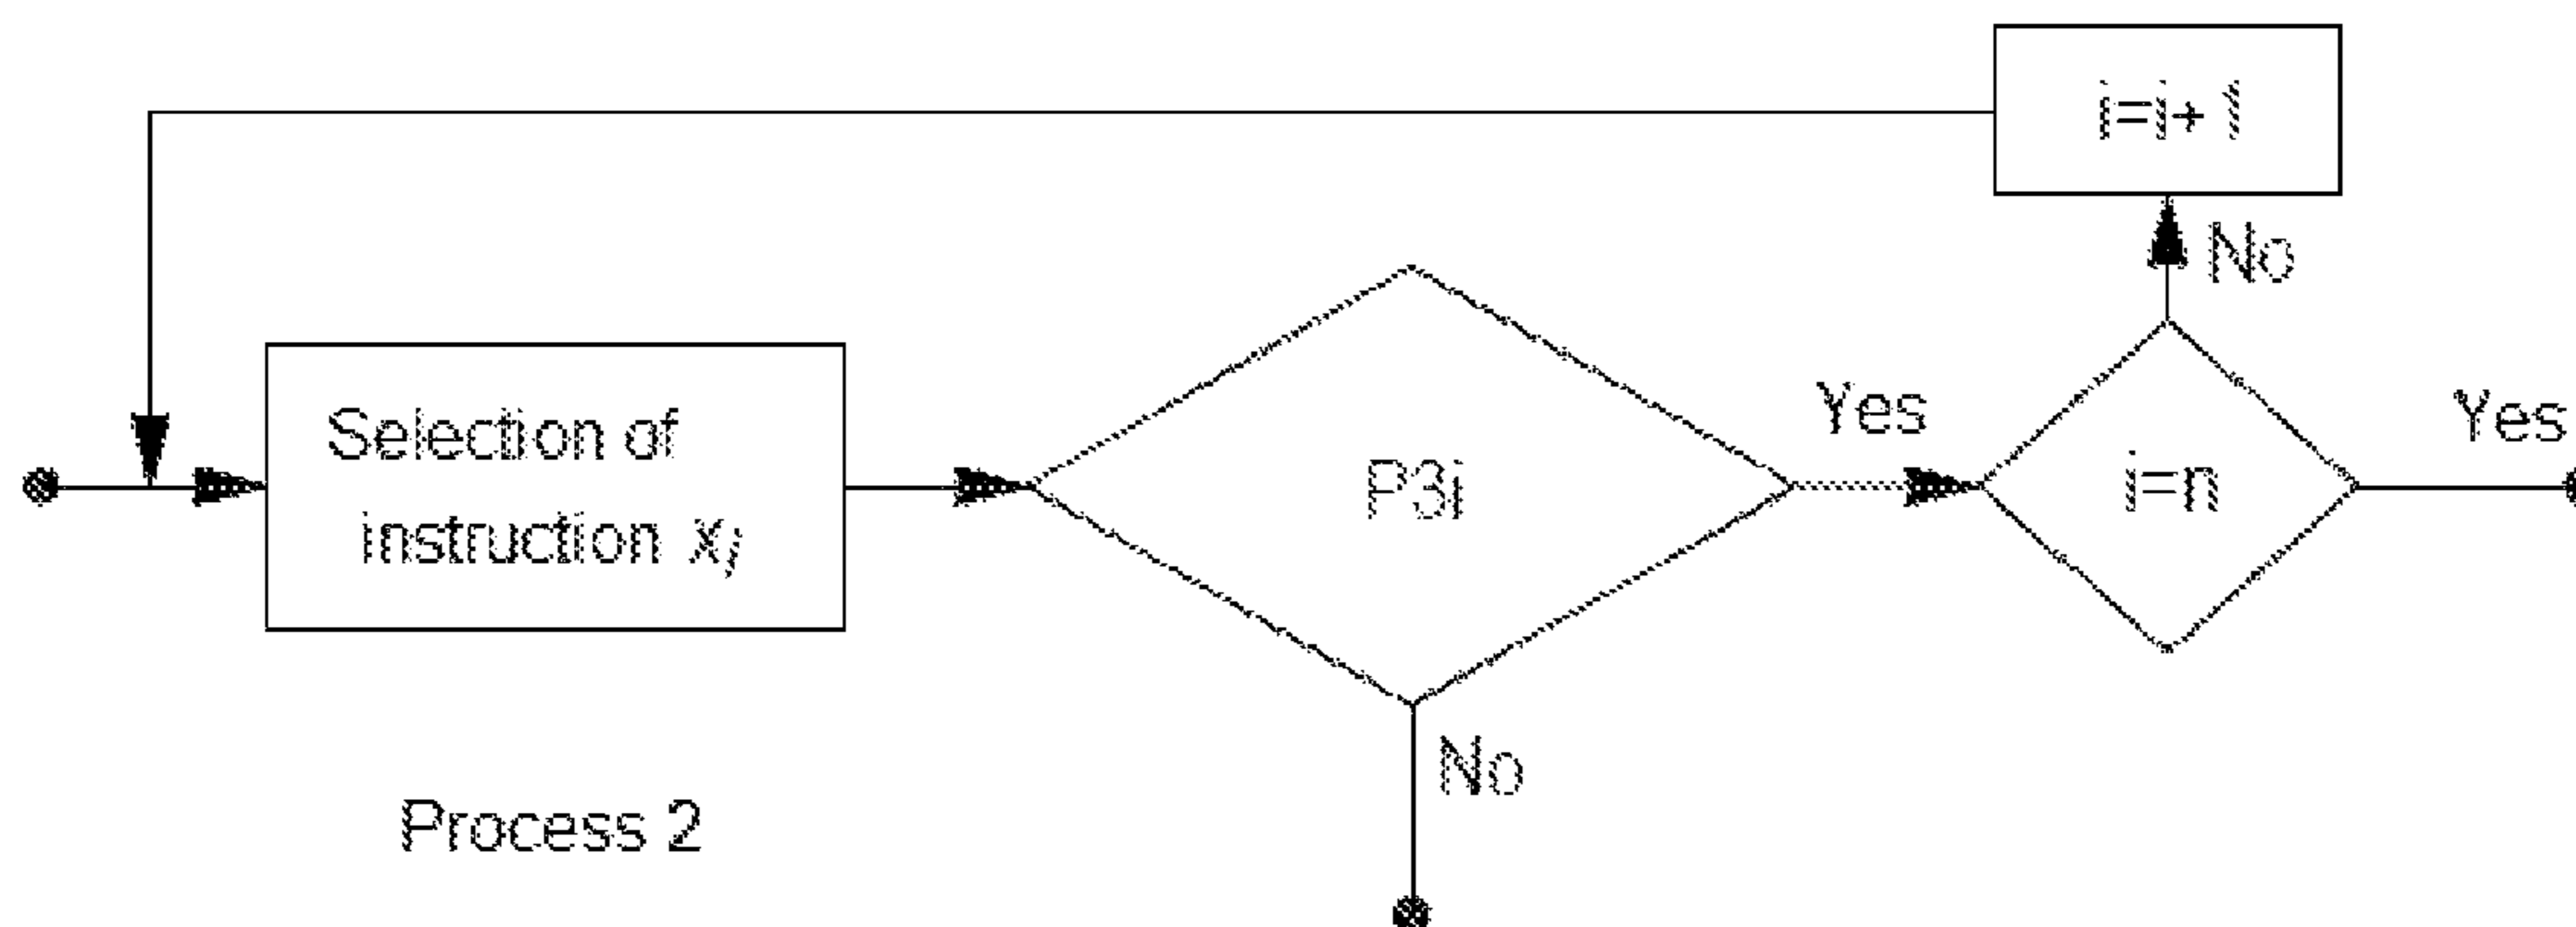 i=i+1
No
Selection of
instruction xi
P3i
Yes
i=n
Yes
No
Process 2